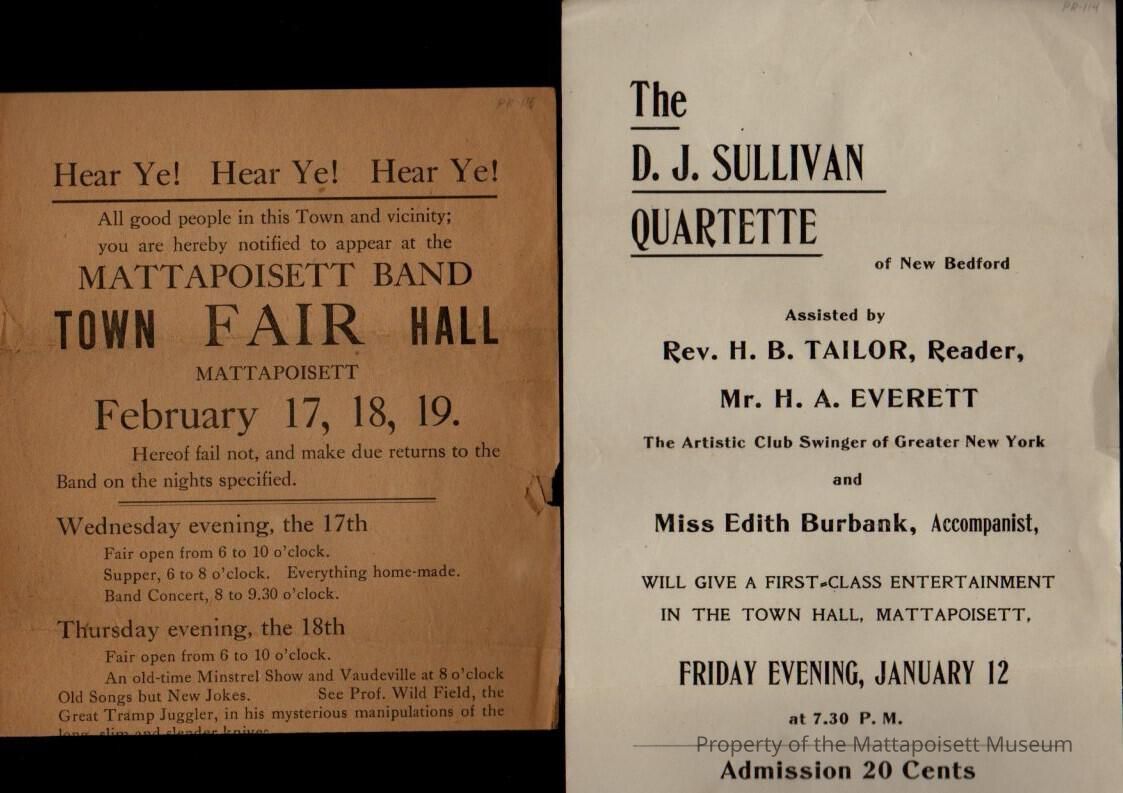 PR-116
Hear Ye! Hear Ye! Hear Ye!
All good people in this Town and vicinity;
you are hereby notified to appear at the
MATTAPOISETT BAND
TOWN FAIR HALL
MATTAPOISETT
February 17, 18, 19.
Hereof fail not, and make due returns to the
Band on the nights specified.
Wednesday evening, the 17th
Fair open from 6 to 10 o'clock.
Supper, 6 to 8 o'clock. Everything home-made.
Band Concert, 8 to 9.30 o'clock.
Thursday evening, the 18th
Fair open from 6 to 10 o'clock.
An old-time Minstrel Show and Vaudeville at 8 o'clock
Old Songs but New Jokes. See Prof. Wild Field, the
Great Tramp Juggler, in his mysterious manipulations of the
long, slim and slender knives.
PR-114
The
D. J. SULLIVAN
QUARTETTE
of New Bedford
Assisted by
Rev. H. B. TAILOR, Reader,
Mr. H. A. EVERETT
The Artistic Club Swinger of Greater New York
and
Miss Edith Burbank, Accompanist,
WILL GIVE A FIRST-CLASS ENTERTAINMENT
IN THE TOWN HALL, MATTAPOISETT,
FRIDAY EVENING, JANUARY 12
at 7.30 P. M.
Property of the Mattapoisett Museum
Admission 20 Cents